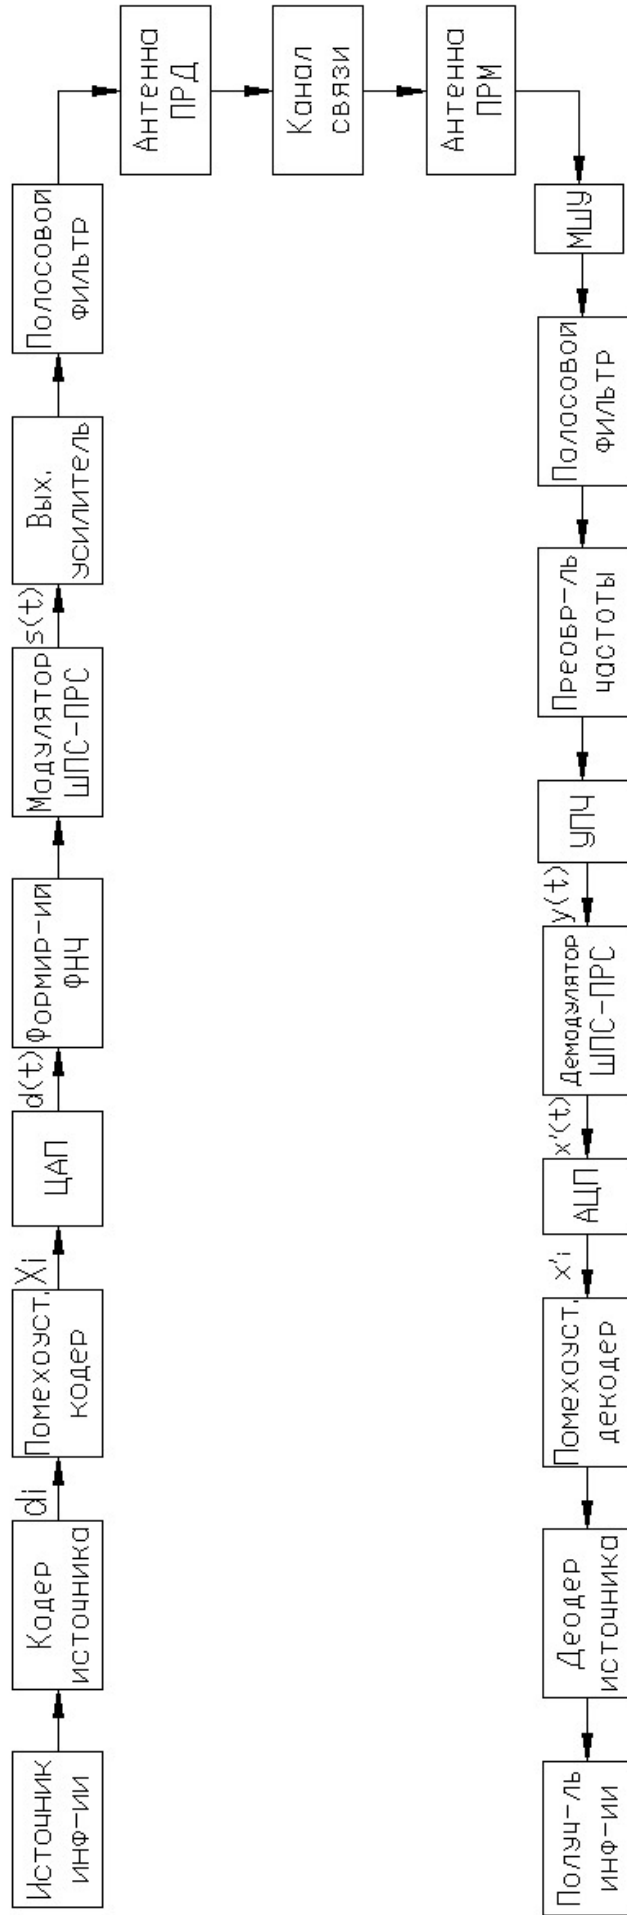 Источник
инф-ии
Кодер
источника
di
Помехоуст.
кодер
Xi
ЦАП
d(t)
Формир-ий
ФНЧ
Модулятор
ШПС-ПРС
s(t)
Вых.
усилитель
Полосовой
фильтр
Антенна
ПРД
Канал
связи
Антенна
ПРМ
МШУ
Полосовой
фильтр
Преобр-ль
частоты
УПЧ
y(t)
Демодулятор
ШПС-ПРС
x'(t)
АЦП
x'i
Помехоуст.
декодер
Деодер
источника
Получ-ль
инф-ии